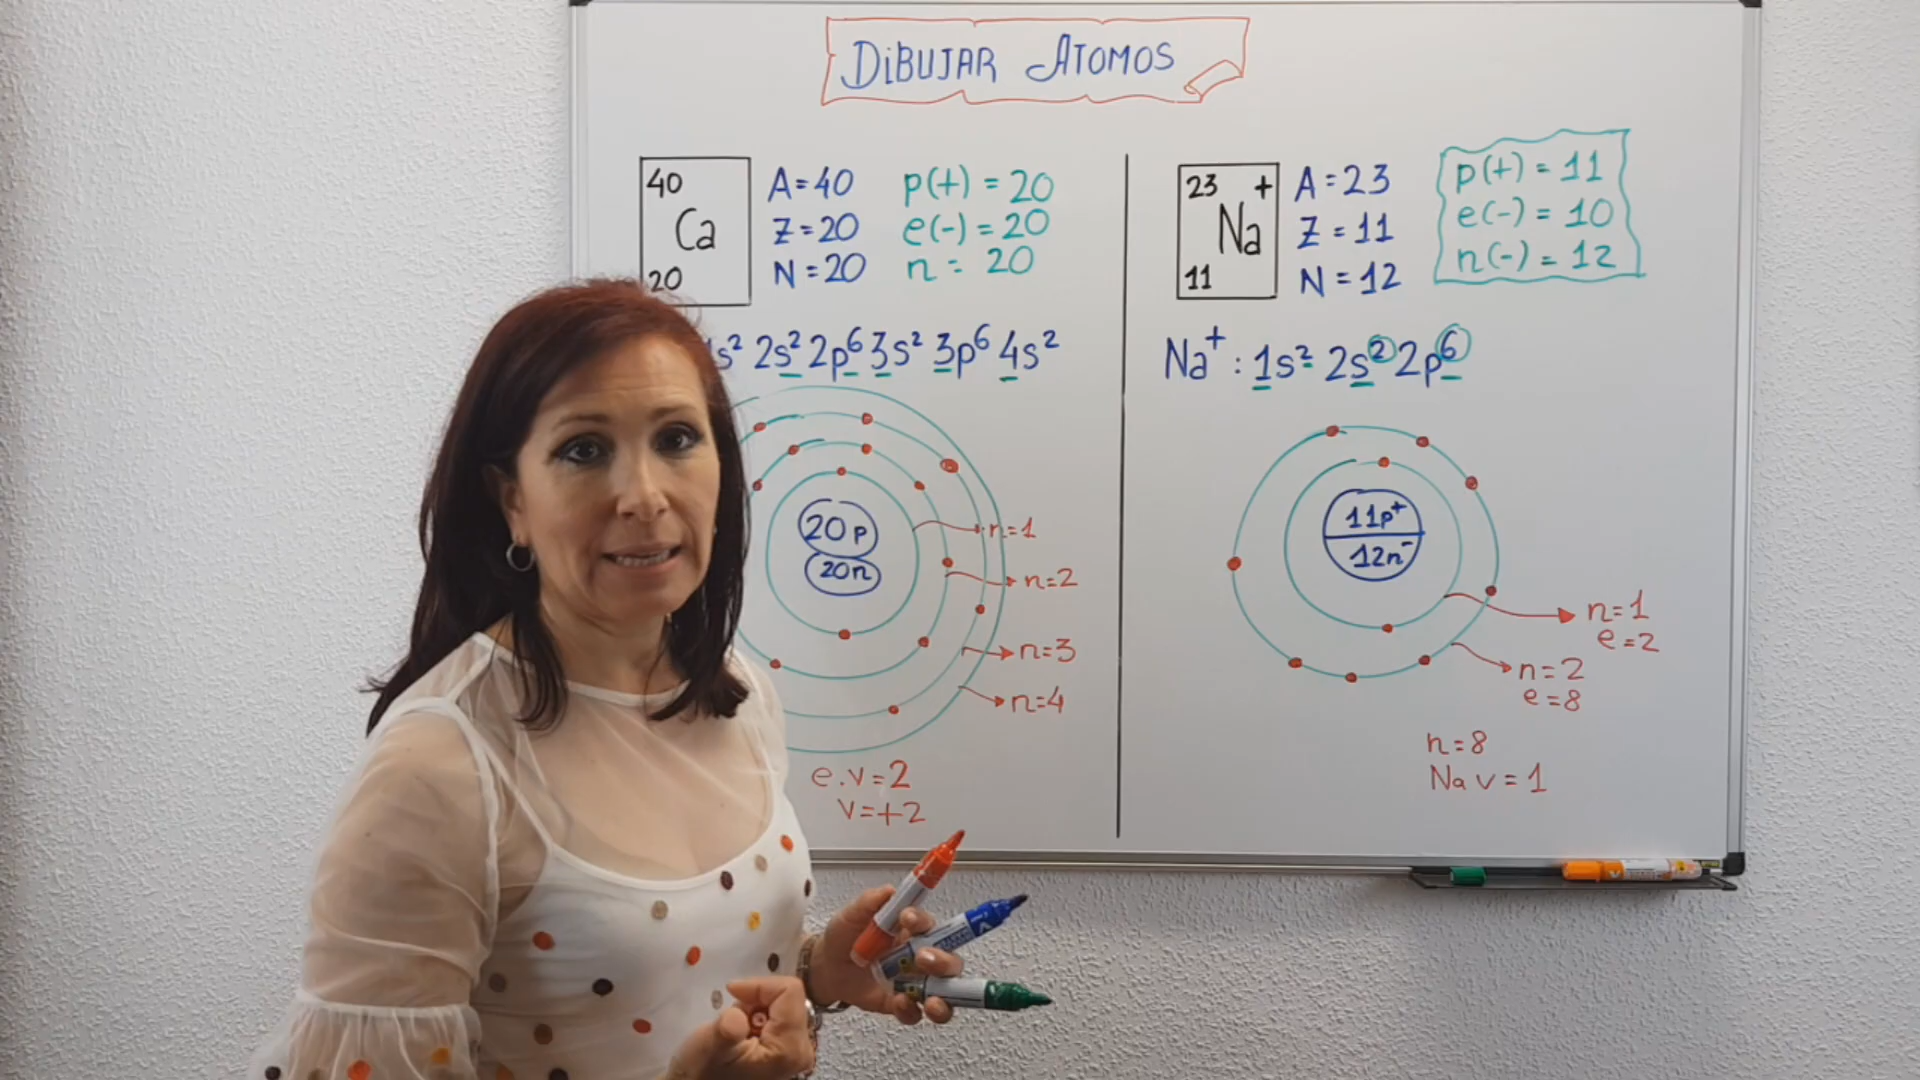 DiBUJAR ATOMOS
40
Ca
20
A=40
Z=20
N=20
p(+) = 20
e(-) = 20
n = 20
s² 2s² 2p⁶ 3s² 3p⁶ 4s²
20 p
20n
n=1
n=2
n=3
n=4
e.v=2
v=+2
23 +
Na
11
A=23
Z=11
N=12
p(+) = 11
e(-) = 10
n(-) = 12
Na⁺: 1s² 2s² 2p⁶
11p⁺
12n⁻
n=1
e=2
n=2
e=8
n=8
Na v=1